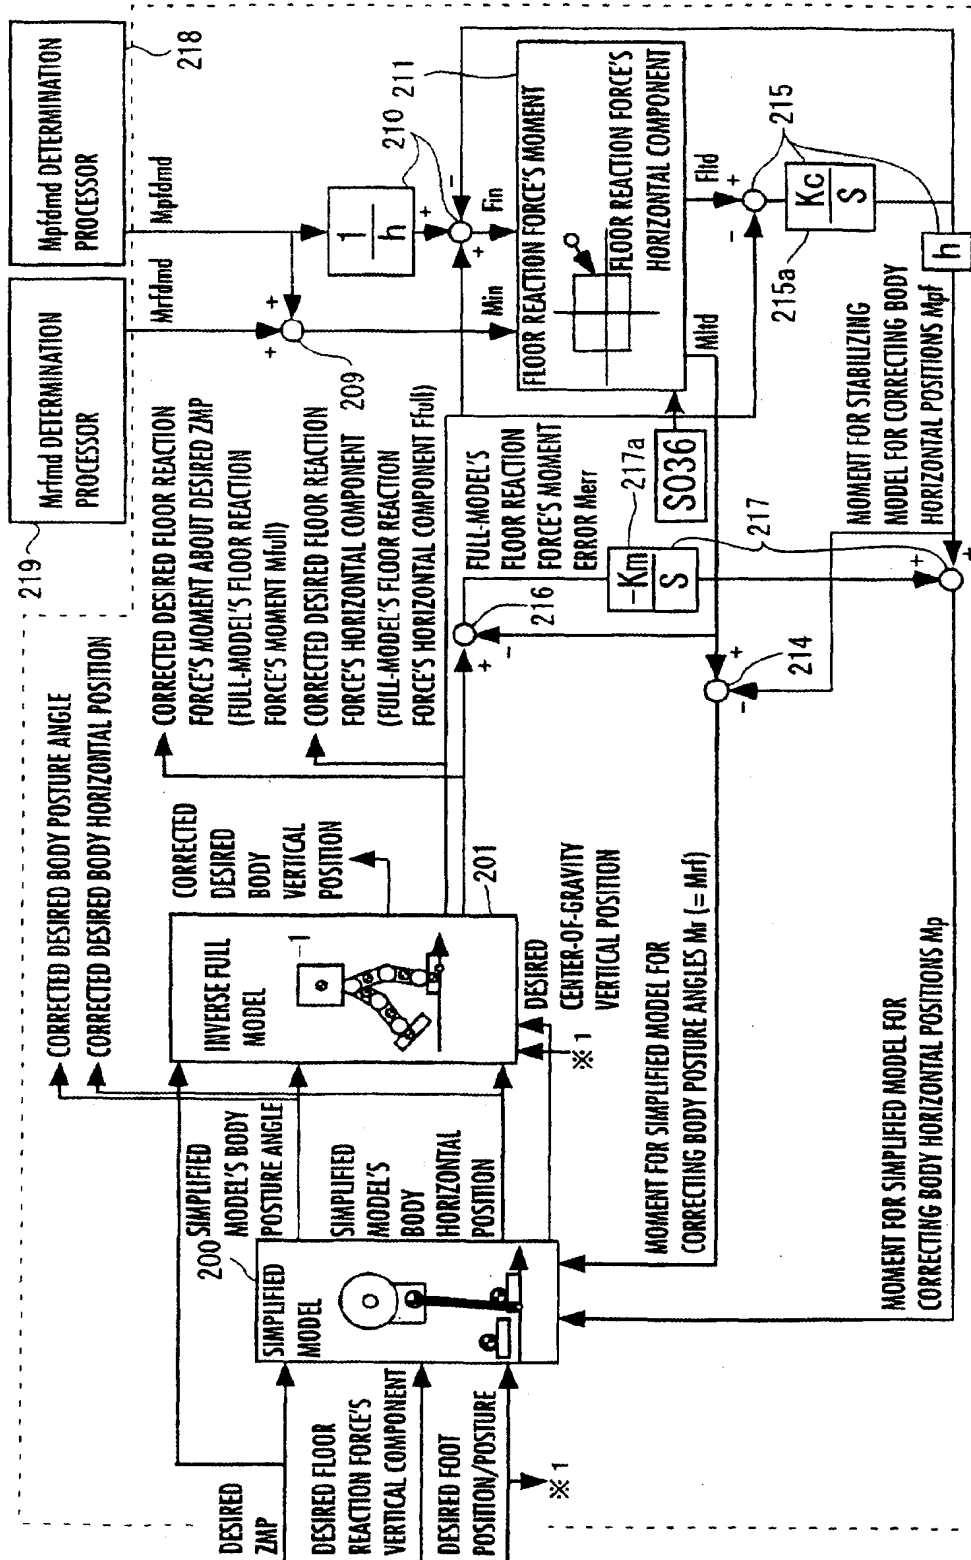 219
Mrfmd DETERMINATION
PROCESSOR
Mpfdmd DETERMINATION
PROCESSOR
218
Mrfdmd
Mpfdmd
+
+
209
1
h
210
+
+
-
Min
Fin
211
FLOOR REACTION FORCE'S MOMENT
FLOOR REACTION FORCE'S
HORIZONTAL COMPONENT
Mltd
Fltd
SO36
+
-
215
Kc
S
215a
h
CORRECTED DESIRED BODY POSTURE ANGLE
CORRECTED DESIRED BODY HORIZONTAL POSITION
CORRECTED DESIRED FLOOR REACTION
FORCE'S MOMENT ABOUT DESIRED ZMP
(FULL-MODEL'S FLOOR REACTION
FORCE'S MOMENT Mfull)
CORRECTED DESIRED FLOOR REACTION
FORCE'S HORIZONTAL COMPONENT
(FULL-MODEL'S FLOOR REACTION
FORCE'S HORIZONTAL COMPONENT Ffull)
CORRECTED
DESIRED
BODY
VERTICAL
POSITION
201
INVERSE FULL
MODEL
-1
※1
DESIRED
CENTER-OF-GRAVITY
VERTICAL POSITION
+
-
216
FULL-MODEL'S
FLOOR REACTION
FORCE'S MOMENT
ERROR Merr
217a
-Km
S
217
+
-
214
MOMENT FOR STABILIZING
MODEL FOR CORRECTING BODY
HORIZONTAL POSITIONS Mpf
+
+
SIMPLIFIED
MODEL'S BODY
POSTURE ANGLE
SIMPLIFIED
MODEL'S
BODY
HORIZONTAL
POSITION
200
SIMPLIFIED
MODEL
MOMENT FOR SIMPLIFIED MODEL FOR
CORRECTING BODY POSTURE ANGLES Mr (= Mrf)
MOMENT FOR SIMPLIFIED MODEL FOR
CORRECTING BODY HORIZONTAL POSITIONS Mp
DESIRED
ZMP
DESIRED FLOOR
REACTION FORCE'S
VERTICAL COMPONENT
DESIRED FOOT
POSITION/POSTURE
※1